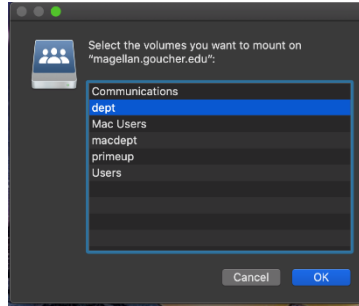 Select the volumes you want to mount on
“magellan.goucher.edu”:
Communications
dept
Mac Users
macdept
primeup
Users
Cancel
OK